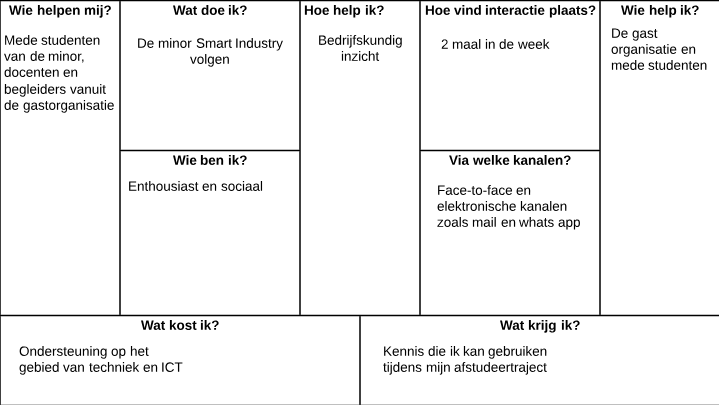 Wie helpen mij?
Mede studenten
van de minor,
docenten en
begleiders vanuit
de gastorganisatie
Wat doe ik?
De minor Smart Industry
volgen
Wie ben ik?
Enthousiast en sociaal
Hoe help ik?
Bedrijfskundig
inzicht
Hoe vind interactie plaats?
2 maal in de week
Via welke kanalen?
Face-to-face en
elektronische kanalen
zoals mail en whats app
Wie help ik?
De gast
organisatie en
mede studenten
Wat kost ik?
Ondersteuning op het
gebied van techniek en ICT
Wat krijg ik?
Kennis die ik kan gebruiken
tijdens mijn afstudeertraject